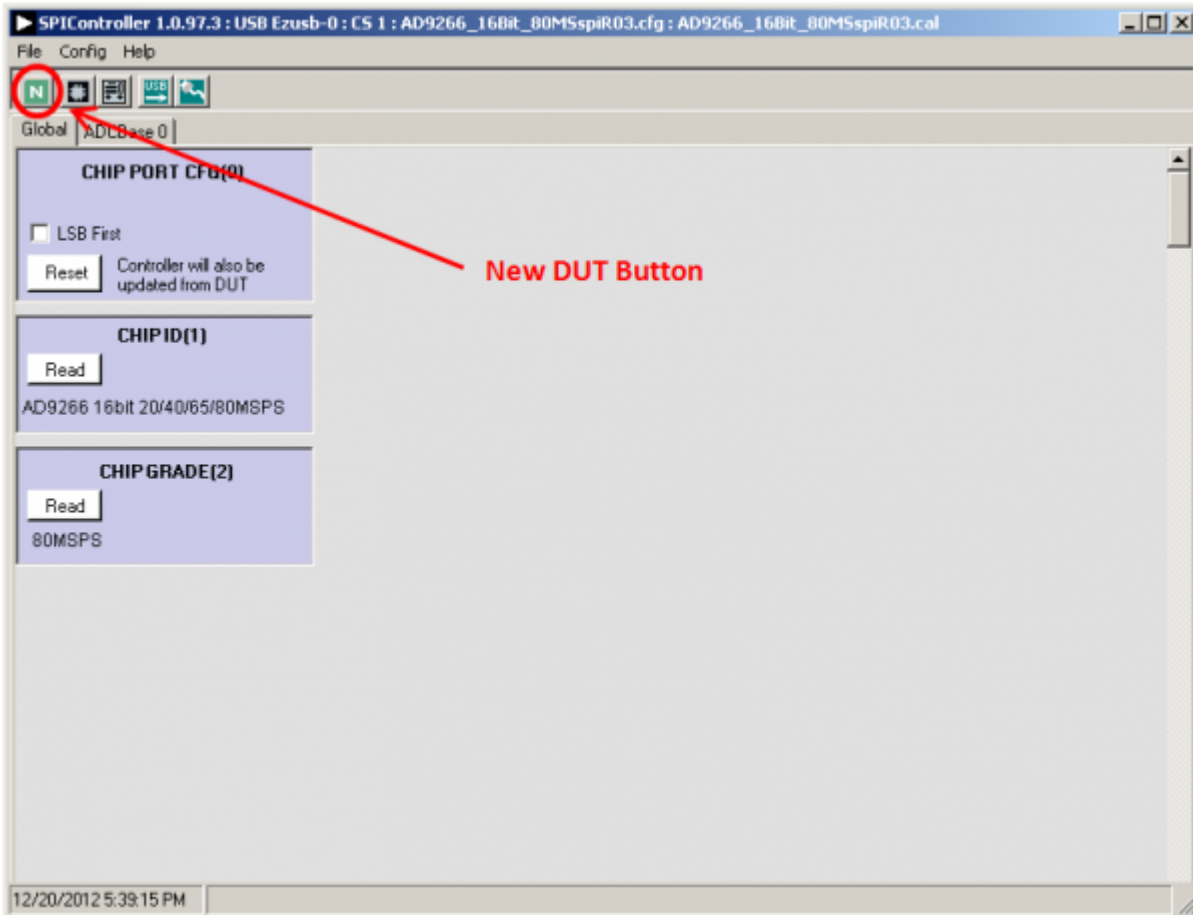 SPIController 1.0.97.3 : USB Ezusb-0 : CS 1 : AD9266_16Bit_80MSspiR03.cfg : AD9266_16Bit_80MSspiR03.cal
File Config Help
N USB
Global ADCBase 0
CHIP PORT CFG(0)
LSB First
Reset Controller will also be
updated from DUT
New DUT Button
CHIP ID(1)
Read
AD9266 16bit 20/40/65/80MSPS
CHIP GRADE(2)
Read
80MSPS
12/20/2012 5:39:15 PM